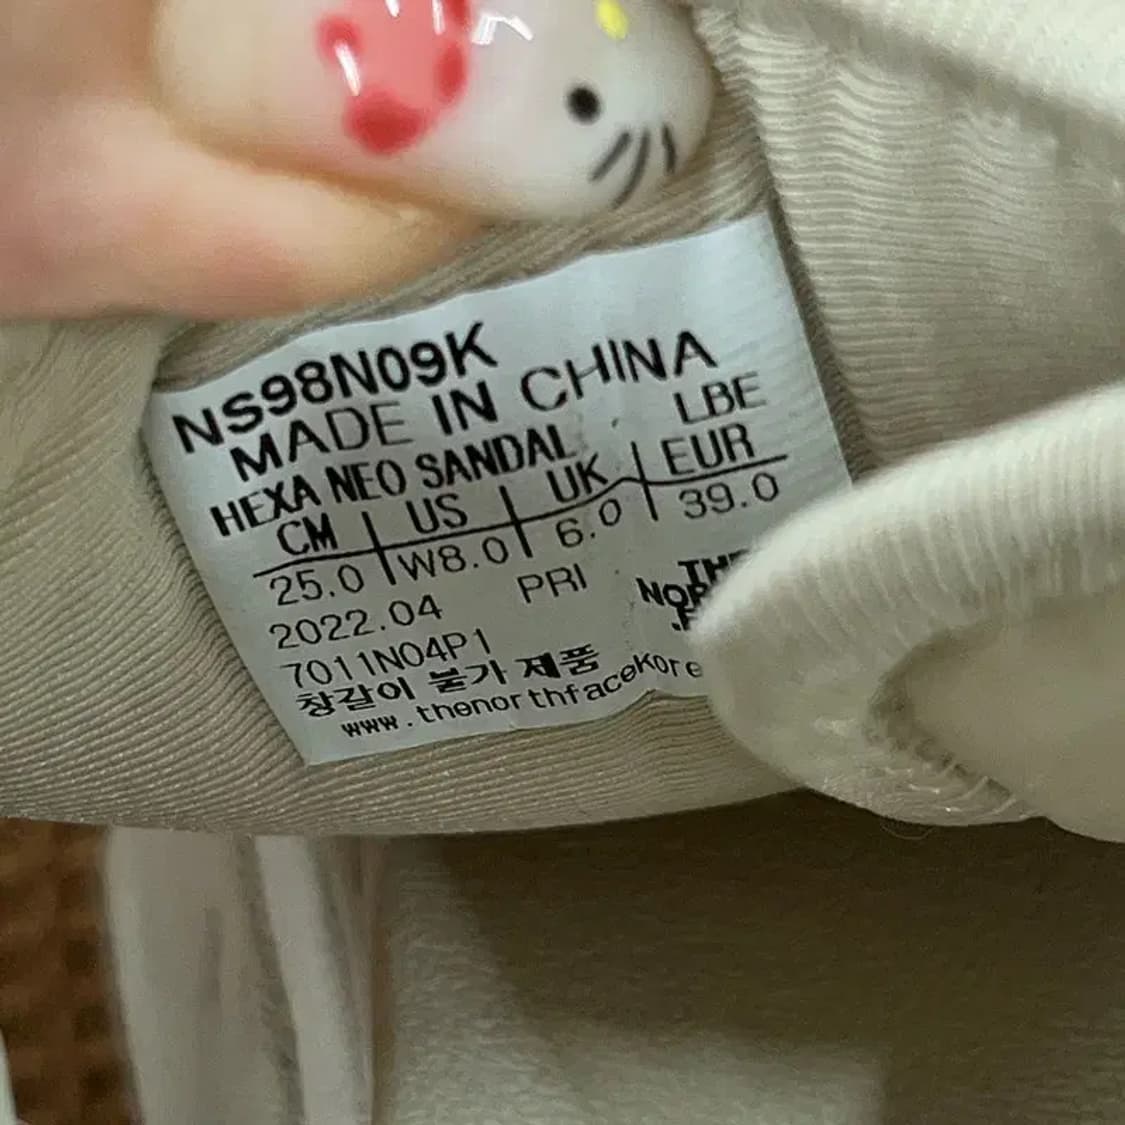 NS98N09K
MADE IN CHINA
HEXA NEO SANDAL LBE
CM US UK EUR
25.0 W8.0 6.0 39.0
2022.04 PRI
7011N04P1
창갈이 불가 제품
www.thenorthfacekore